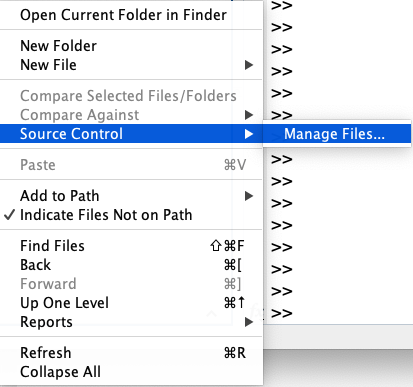 Open Current Folder in Finder
New Folder
New File ▶
Compare Selected Files/Folders
Compare Against ▶
Source Control ▶ Manage Files...
Paste ⌘V
Add to Path ▶
✓ Indicate Files Not on Path
Find Files ⇧⌘F
Back ⌘[
Forward ⌘]
Up One Level ⌘↑
Reports ▶
Refresh ⌘R
Collapse All
>>
>>
>>
>>
>>
>>
>>
>>
>>
>>
>>
>>
>>
>>